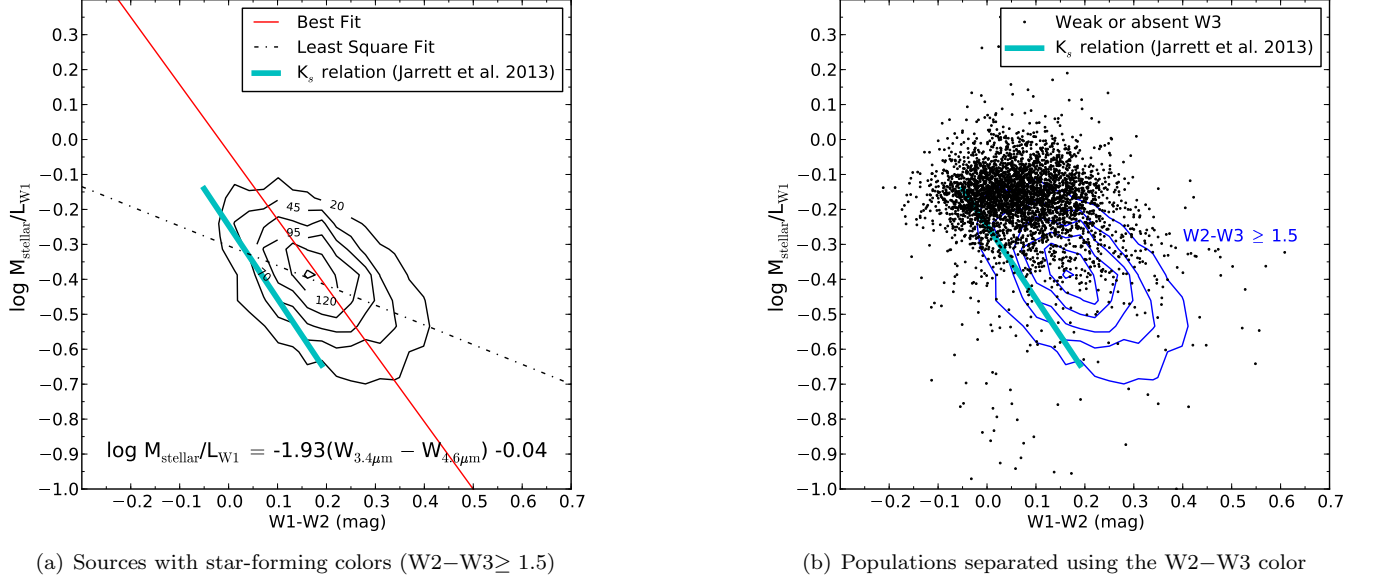 Best Fit
Least Square Fit
Kₛ relation (Jarrett et al. 2013)
0.3
0.2
0.1
0.0
−0.1
−0.2
−0.3
−0.4
−0.5
−0.6
−0.7
−0.8
−0.9
−1.0
log M_stellar/L_W1
20
45
95
70
120
log M_stellar/L_W1 = -1.93(W_3.4μm − W_4.6μm) -0.04
−0.2 −0.1 0.0 0.1 0.2 0.3 0.4 0.5 0.6 0.7
W1-W2 (mag)
(a) Sources with star-forming colors (W2−W3≥ 1.5)
Weak or absent W3
Kₛ relation (Jarrett et al. 2013)
0.3
0.2
0.1
0.0
−0.1
−0.2
−0.3
−0.4
−0.5
−0.6
−0.7
−0.8
−0.9
−1.0
log M_stellar/L_W1
W2-W3 ≥ 1.5
−0.2 −0.1 0.0 0.1 0.2 0.3 0.4 0.5 0.6 0.7
W1-W2 (mag)
(b) Populations separated using the W2−W3 color